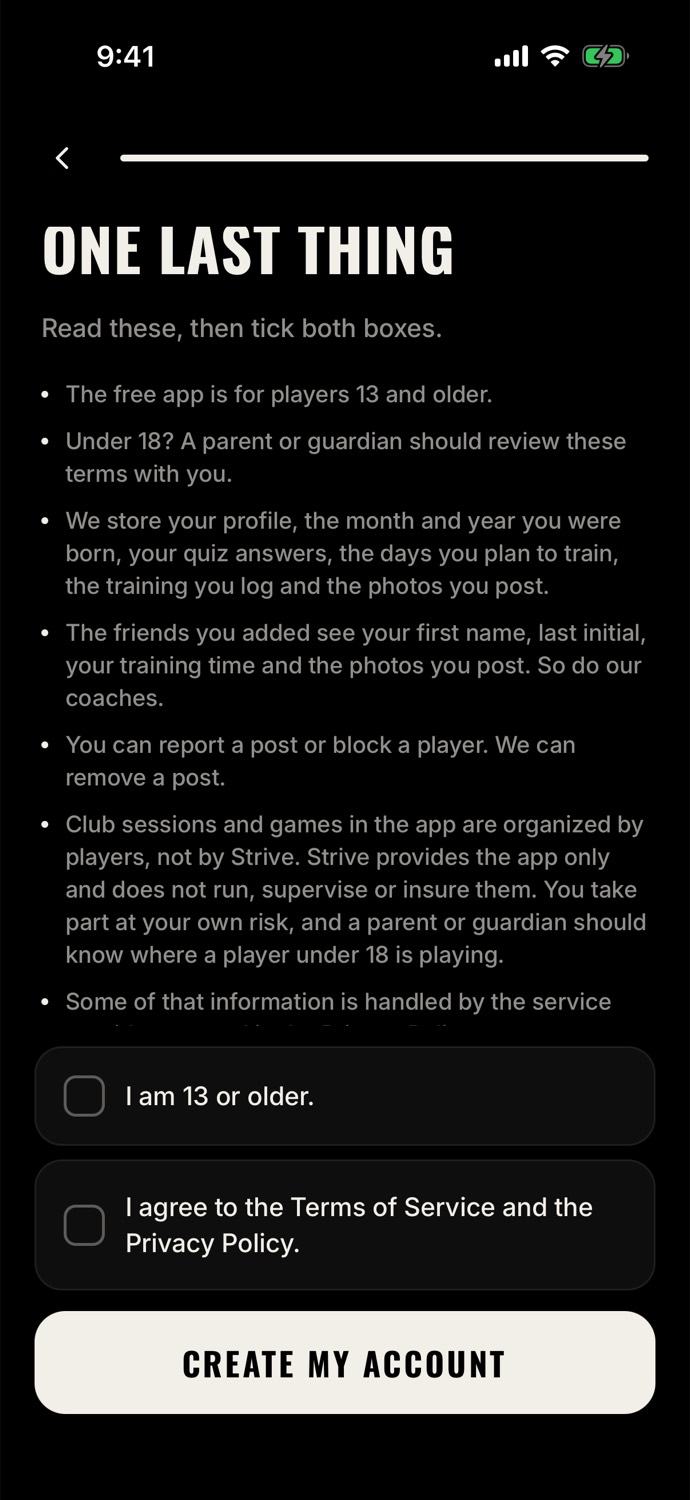 9:41
ONE LAST THING
Read these, then tick both boxes.
• The free app is for players 13 and older.
• Under 18? A parent or guardian should review these
terms with you.
• We store your profile, the month and year you were
born, your quiz answers, the days you plan to train,
the training you log and the photos you post.
• The friends you added see your first name, last initial,
your training time and the photos you post. So do our
coaches.
• You can report a post or block a player. We can
remove a post.
• Club sessions and games in the app are organized by
players, not by Strive. Strive provides the app only
and does not run, supervise or insure them. You take
part at your own risk, and a parent or guardian should
know where a player under 18 is playing.
• Some of that information is handled by the service
I am 13 or older.
I agree to the Terms of Service and the
Privacy Policy.
CREATE MY ACCOUNT